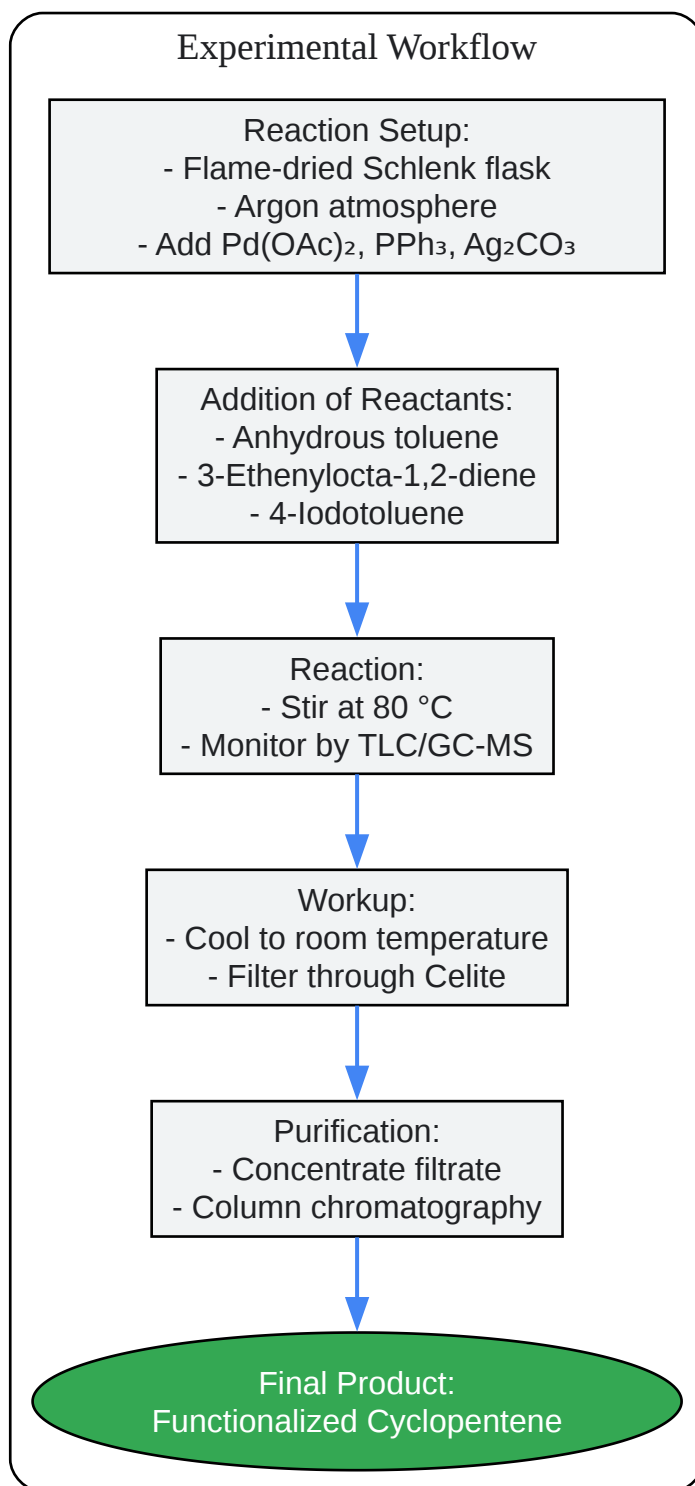 Experimental Workflow
Reaction Setup:
- Flame-dried Schlenk flask
- Argon atmosphere
- Add Pd(OAc)₂, PPh₃, Ag₂CO₃
Addition of Reactants:
- Anhydrous toluene
- 3-Ethenylocta-1,2-diene
- 4-Iodotoluene
Reaction:
- Stir at 80 °C
- Monitor by TLC/GC-MS
Workup:
- Cool to room temperature
- Filter through Celite
Purification:
- Concentrate filtrate
- Column chromatography
Final Product:
Functionalized Cyclopentene